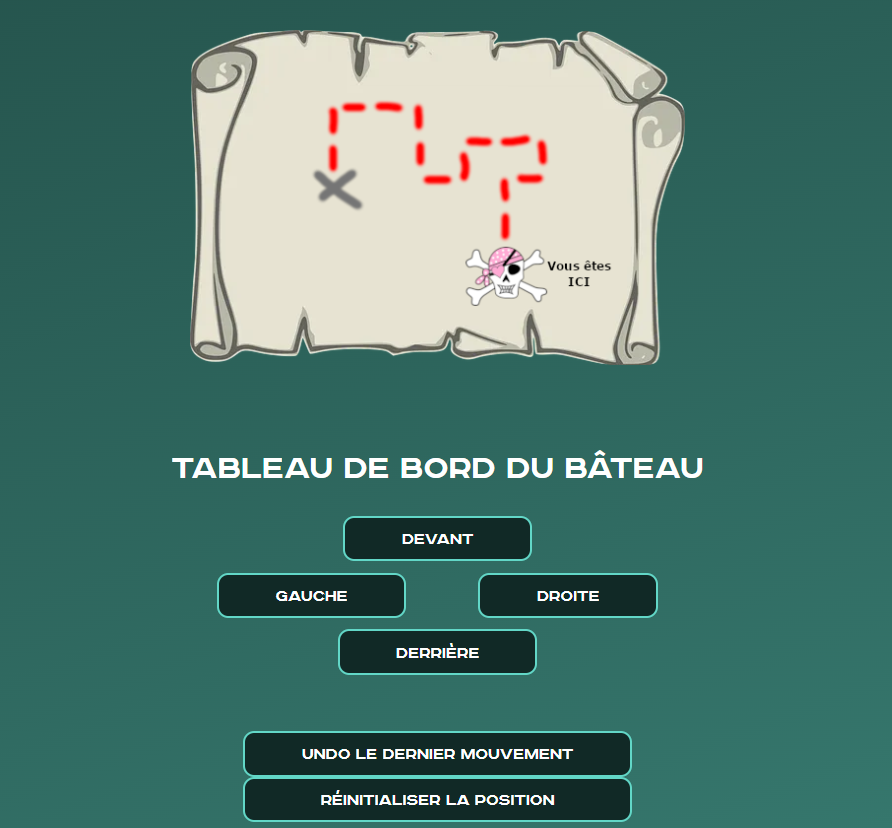 Vous êtes
ICI
TABLEAU DE BORD DU BÂTEAU
DEVANT
GAUCHE
DROITE
DERRIÈRE
UNDO LE DERNIER MOUVEMENT
RÉINITIALISER LA POSITION